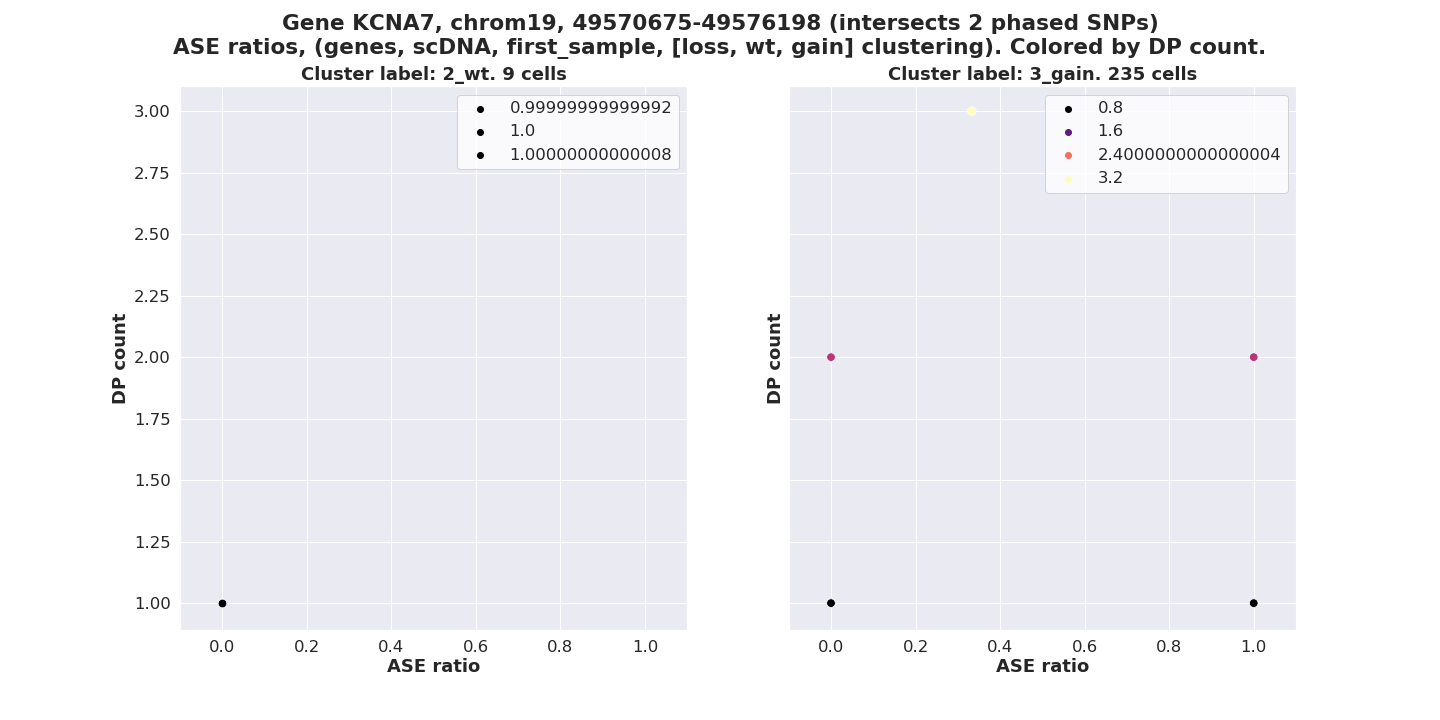 Gene KCNA7, chrom19, 49570675-49576198 (intersects 2 phased SNPs)
ASE ratios, (genes, scDNA, first_sample, [loss, wt, gain] clustering). Colored by DP count.
Cluster label: 2_wt. 9 cells
0.99999999999992
1.0
1.00000000000008
3.00
2.75
2.50
2.25
2.00
1.75
1.50
1.25
1.00
DP count
0.0 0.2 0.4 0.6 0.8 1.0
ASE ratio
Cluster label: 3_gain. 235 cells
0.8
1.6
2.4000000000000004
3.2
DP count
0.0 0.2 0.4 0.6 0.8 1.0
ASE ratio